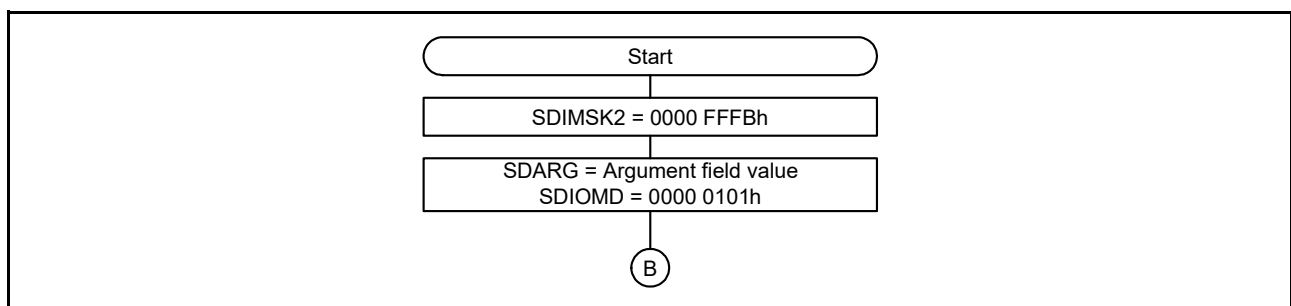 Start
SDIMSK2 = 0000 FFFBh
SDARG = Argument field value
SDIOMD = 0000 0101h
B